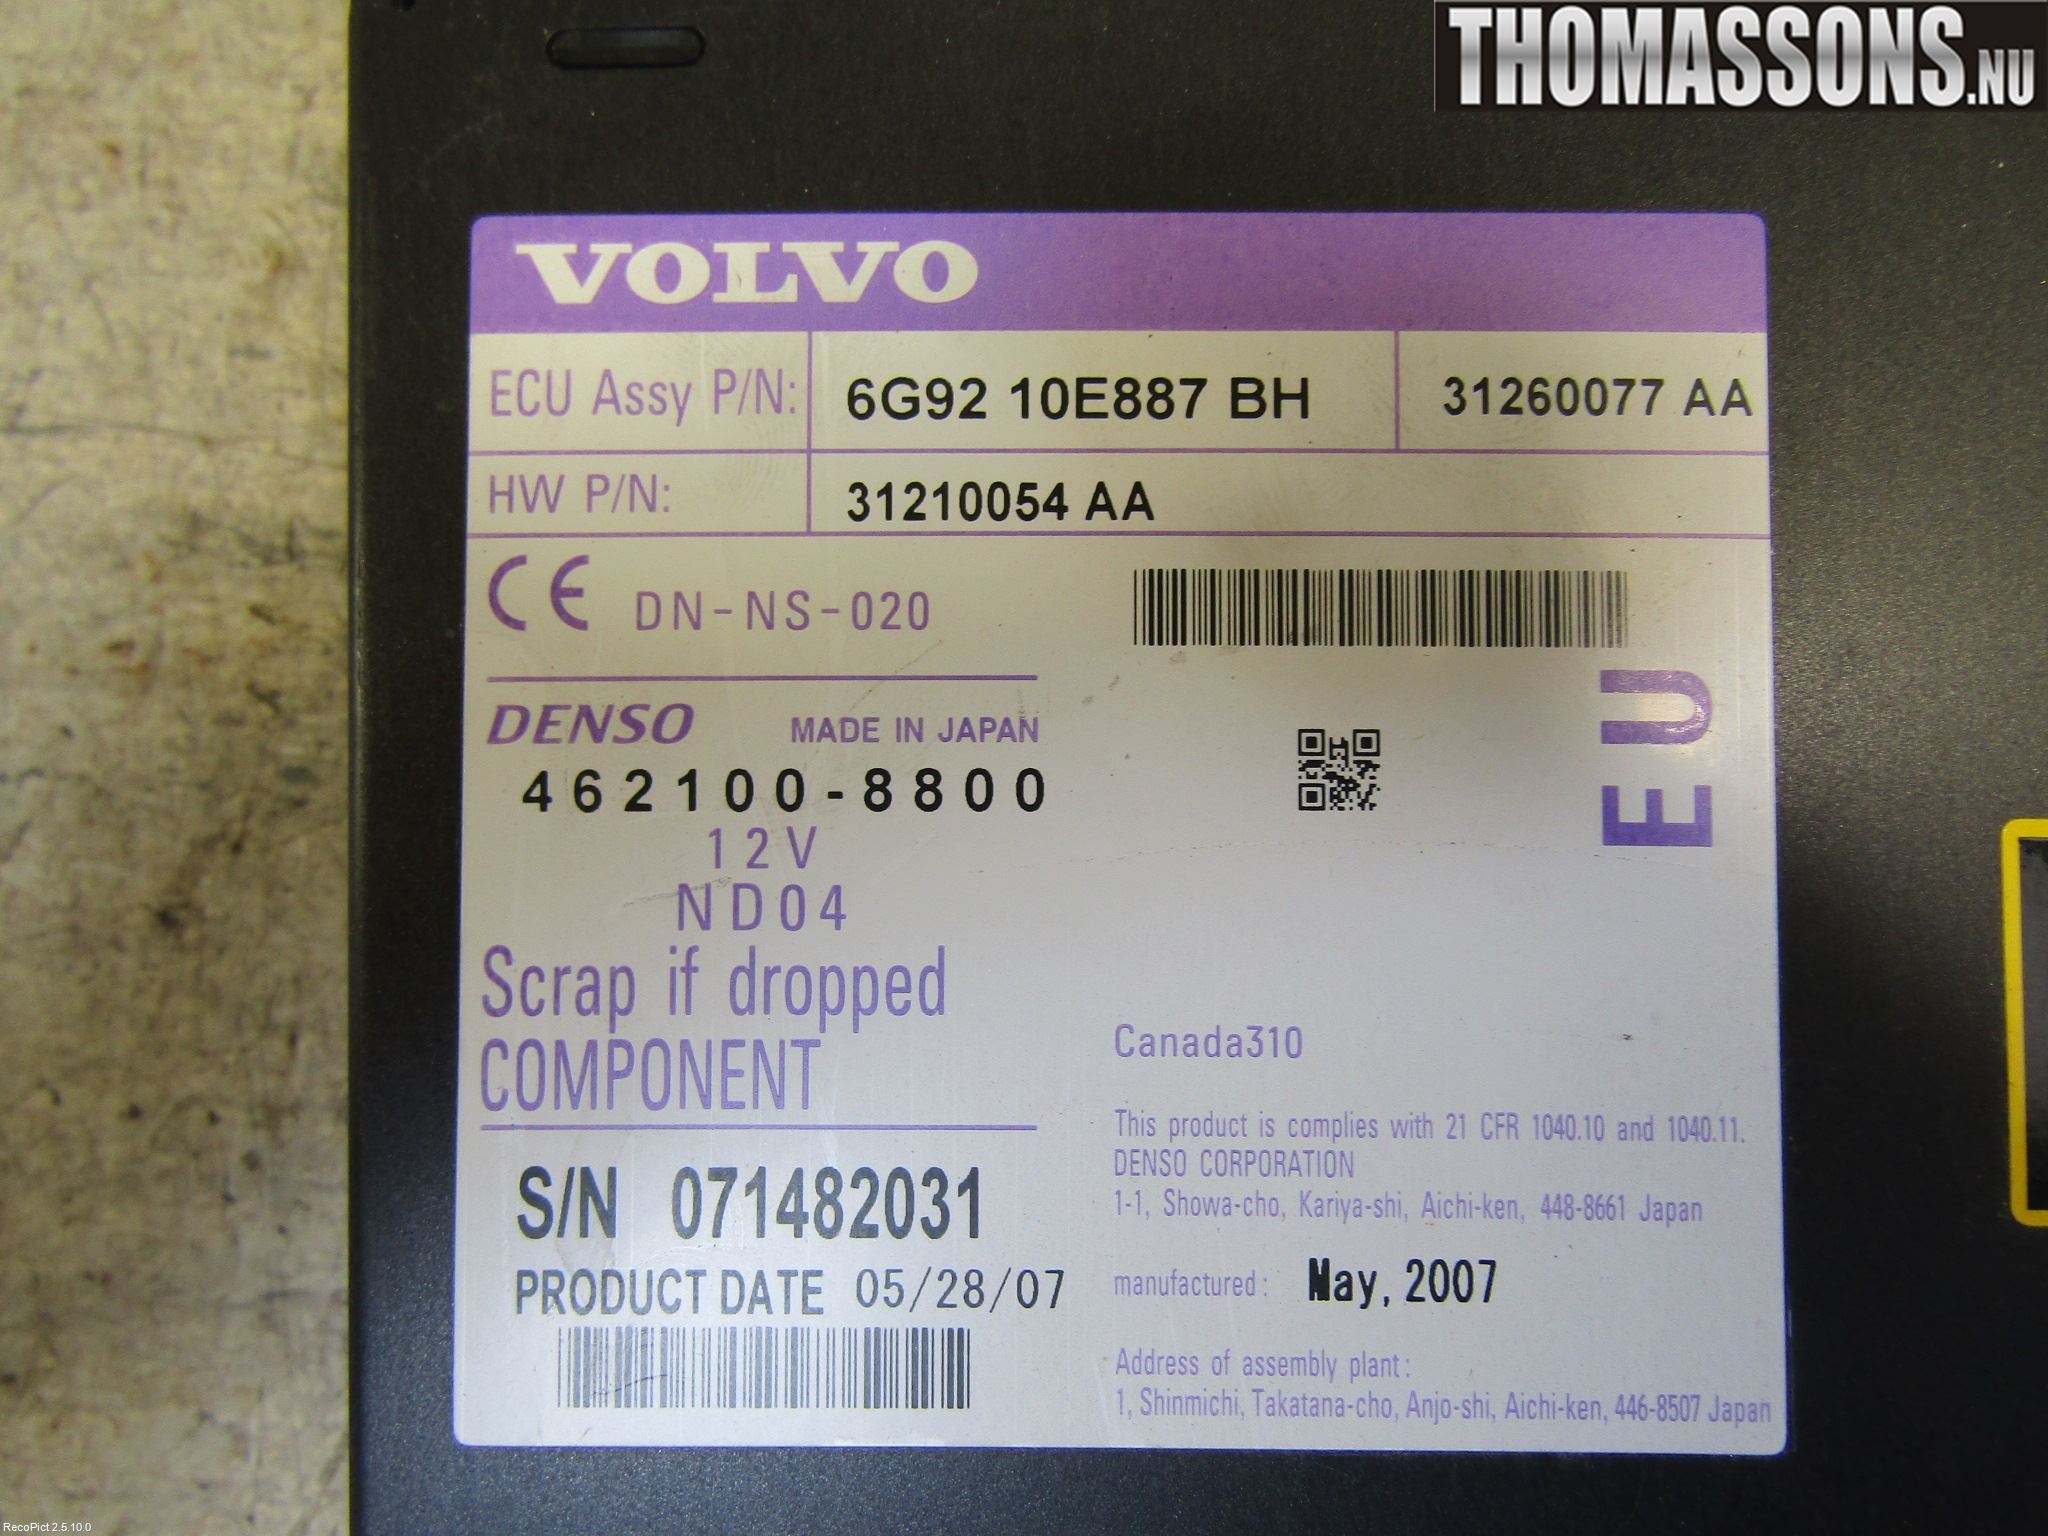 THOMASSONS.NU
VOLVO
ECU Assy P/N: 6G92 10E887 BH 31260077 AA
HW P/N: 31210054 AA
CE DN-NS-020
EU
DENSO MADE IN JAPAN
462100-8800
12V
ND04
Scrap if dropped
COMPONENT
S/N 071482031
PRODUCT DATE 05/28/07
Canada310
This product is complies with 21 CFR 1040.10 and 1040.11.
DENSO CORPORATION
1-1, Showa-cho, Kariya-shi, Aichi-ken, 448-8661 Japan
manufactured: May, 2007
Address of assembly plant:
1, Shinmichi, Takatana-cho, Anjo-shi, Aichi-ken, 446-8507 Japan
RecoPict 2.5.10.0